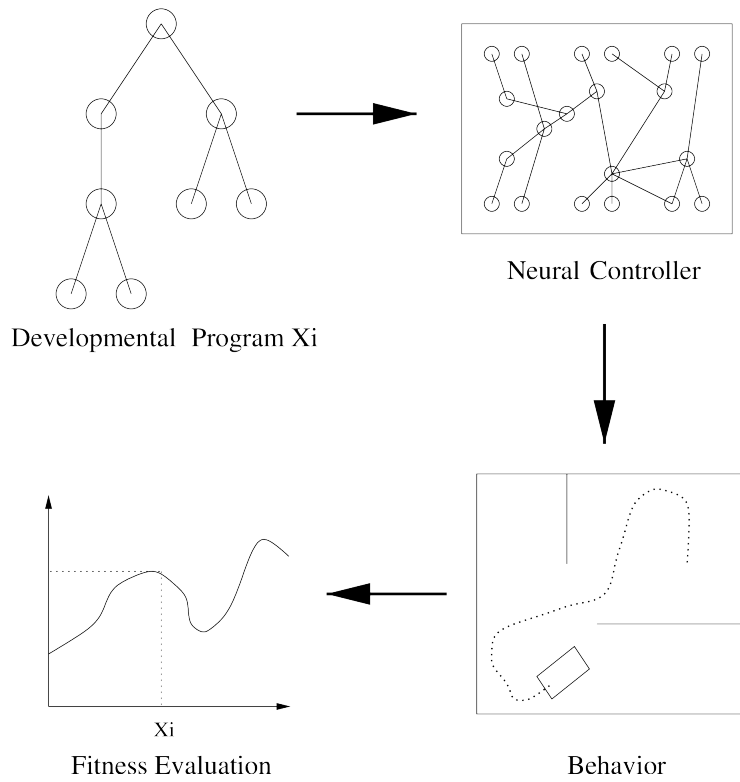 Developmental Program Xi
Neural Controller
Xi
Fitness Evaluation
Behavior